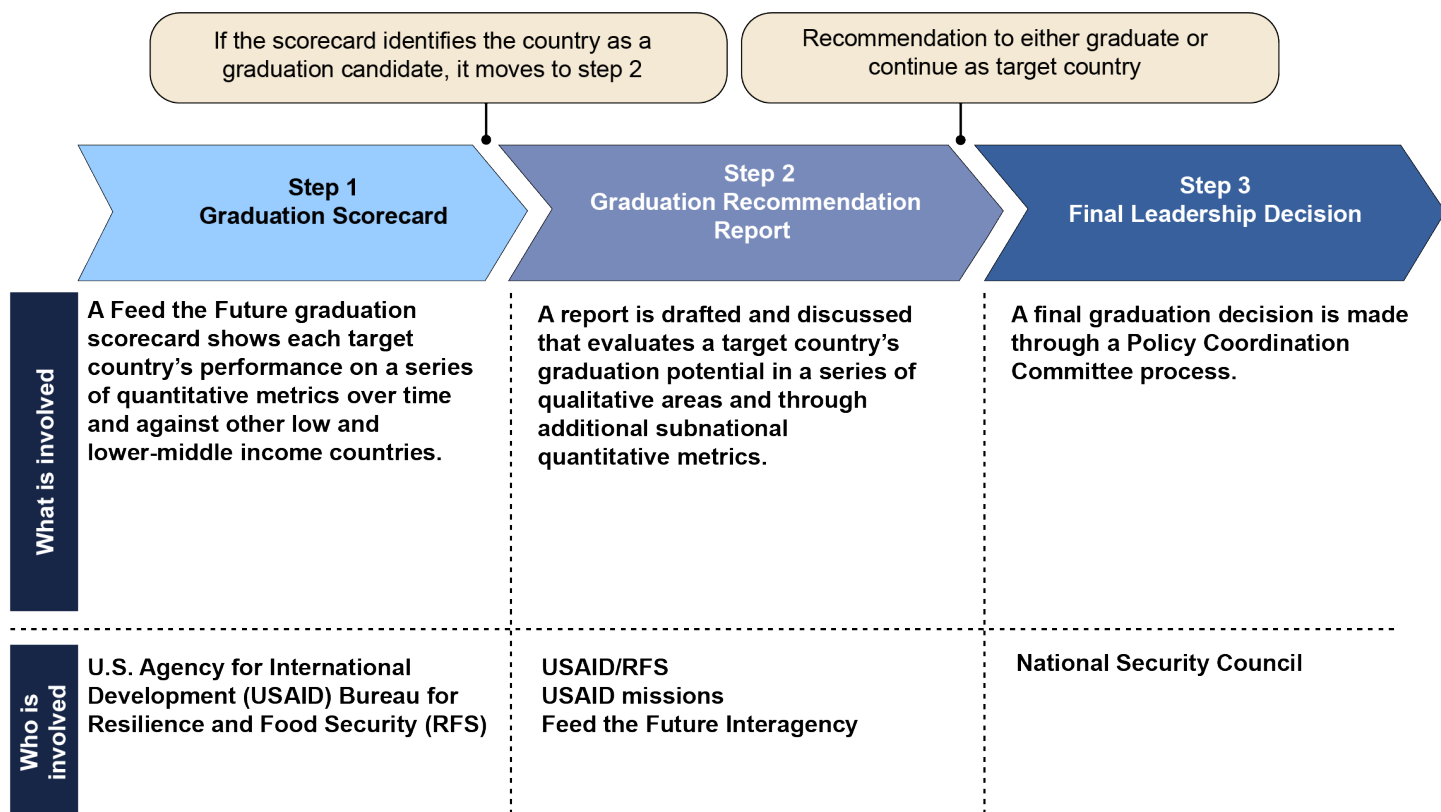 If the scorecard identifies the country as a
graduation candidate, it moves to step 2
Recommendation to either graduate or
continue as target country
Step 1
Graduation Scorecard
Step 2
Graduation Recommendation
Report
Step 3
Final Leadership Decision
What is involved
A Feed the Future graduation
scorecard shows each target
country’s performance on a series
of quantitative metrics over time
and against other low and
lower-middle income countries.
A report is drafted and discussed
that evaluates a target country’s
graduation potential in a series of
qualitative areas and through
additional subnational
quantitative metrics.
A final graduation decision is made
through a Policy Coordination
Committee process.
Who is
involved
U.S. Agency for International
Development (USAID) Bureau for
Resilience and Food Security (RFS)
USAID/RFS
USAID missions
Feed the Future Interagency
National Security Council